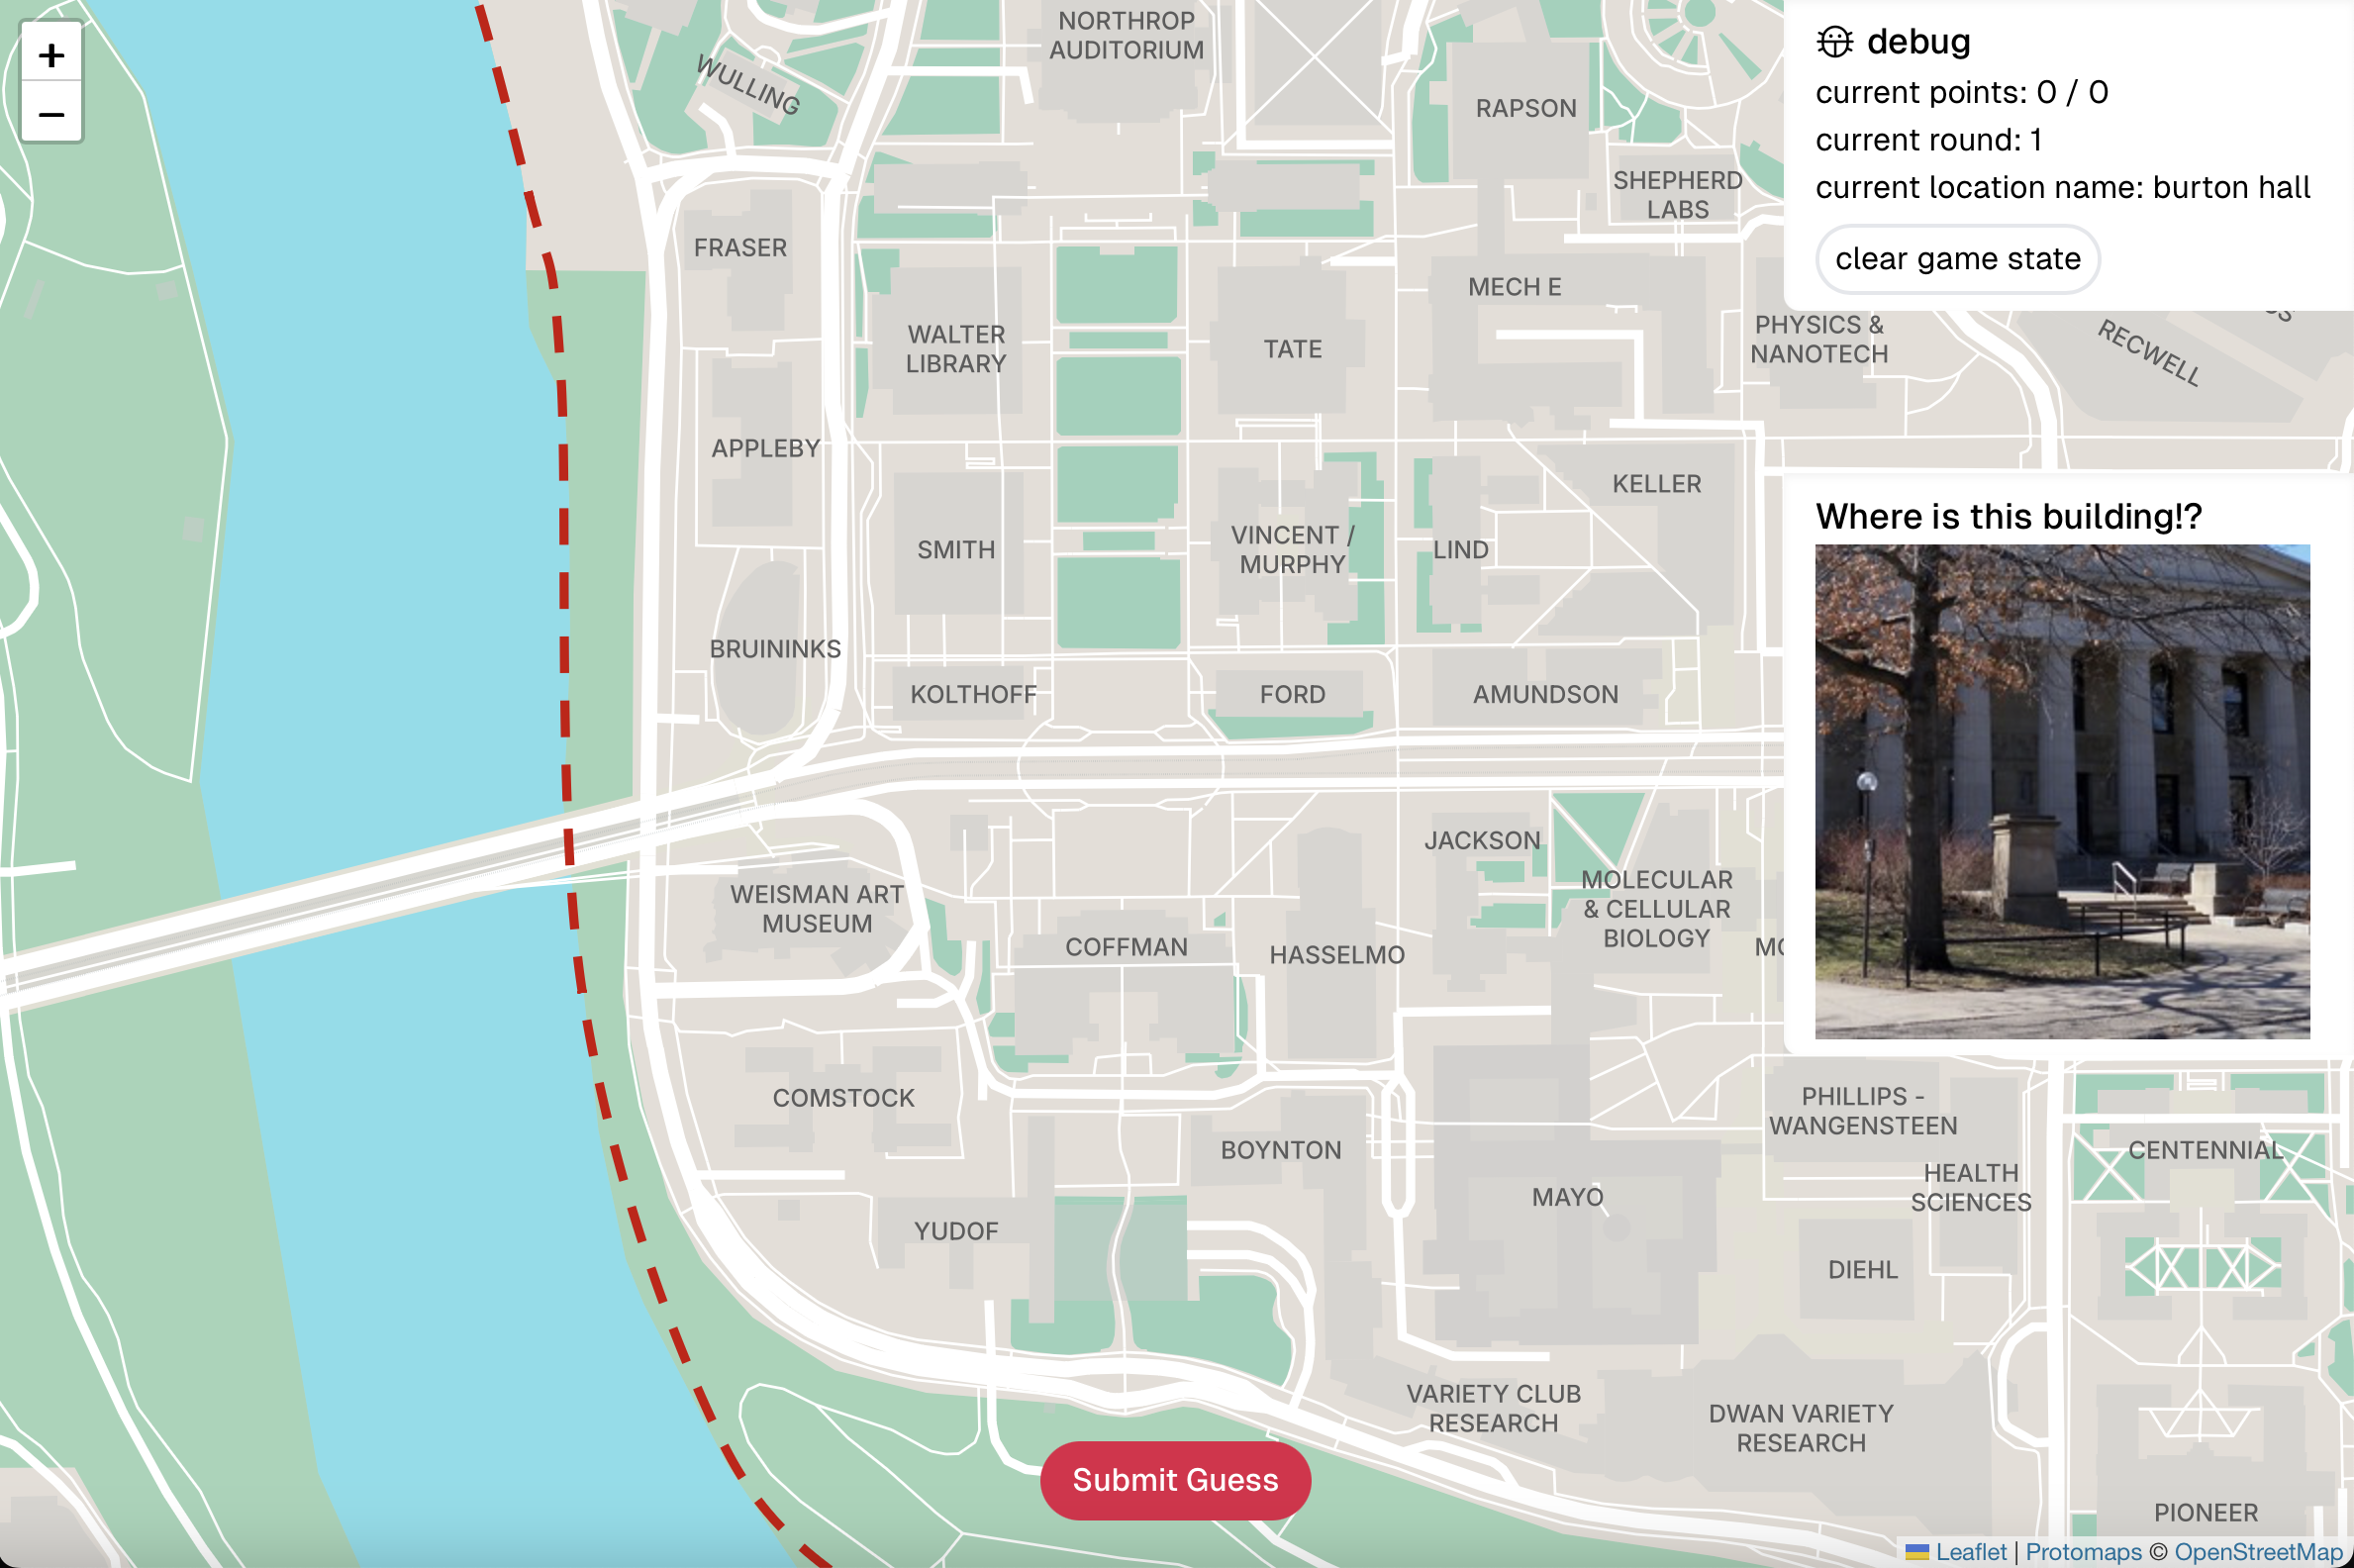 +
−
NORTHROP
AUDITORIUM
WULLING
RAPSON
SHEPHERD
LABS
FRASER
MECH E
WALTER
LIBRARY
TATE
PHYSICS &
NANOTECH
RECWELL
APPLEBY
KELLER
SMITH
VINCENT /
MURPHY
LIND
BRUININKS
KOLTHOFF
FORD
AMUNDSON
JACKSON
WEISMAN ART
MUSEUM
MOLECULAR
& CELLULAR
BIOLOGY
COFFMAN
HASSELMO
COMSTOCK
PHILLIPS -
WANGENSTEEN
BOYNTON
CENTENNIAL
HEALTH
SCIENCES
MAYO
YUDOF
DIEHL
VARIETY CLUB
RESEARCH
DWAN VARIETY
RESEARCH
PIONEER
debug
current points: 0 / 0
current round: 1
current location name: burton hall
clear game state
Where is this building!?
Submit Guess
Leaflet | Protomaps © OpenStreetMap